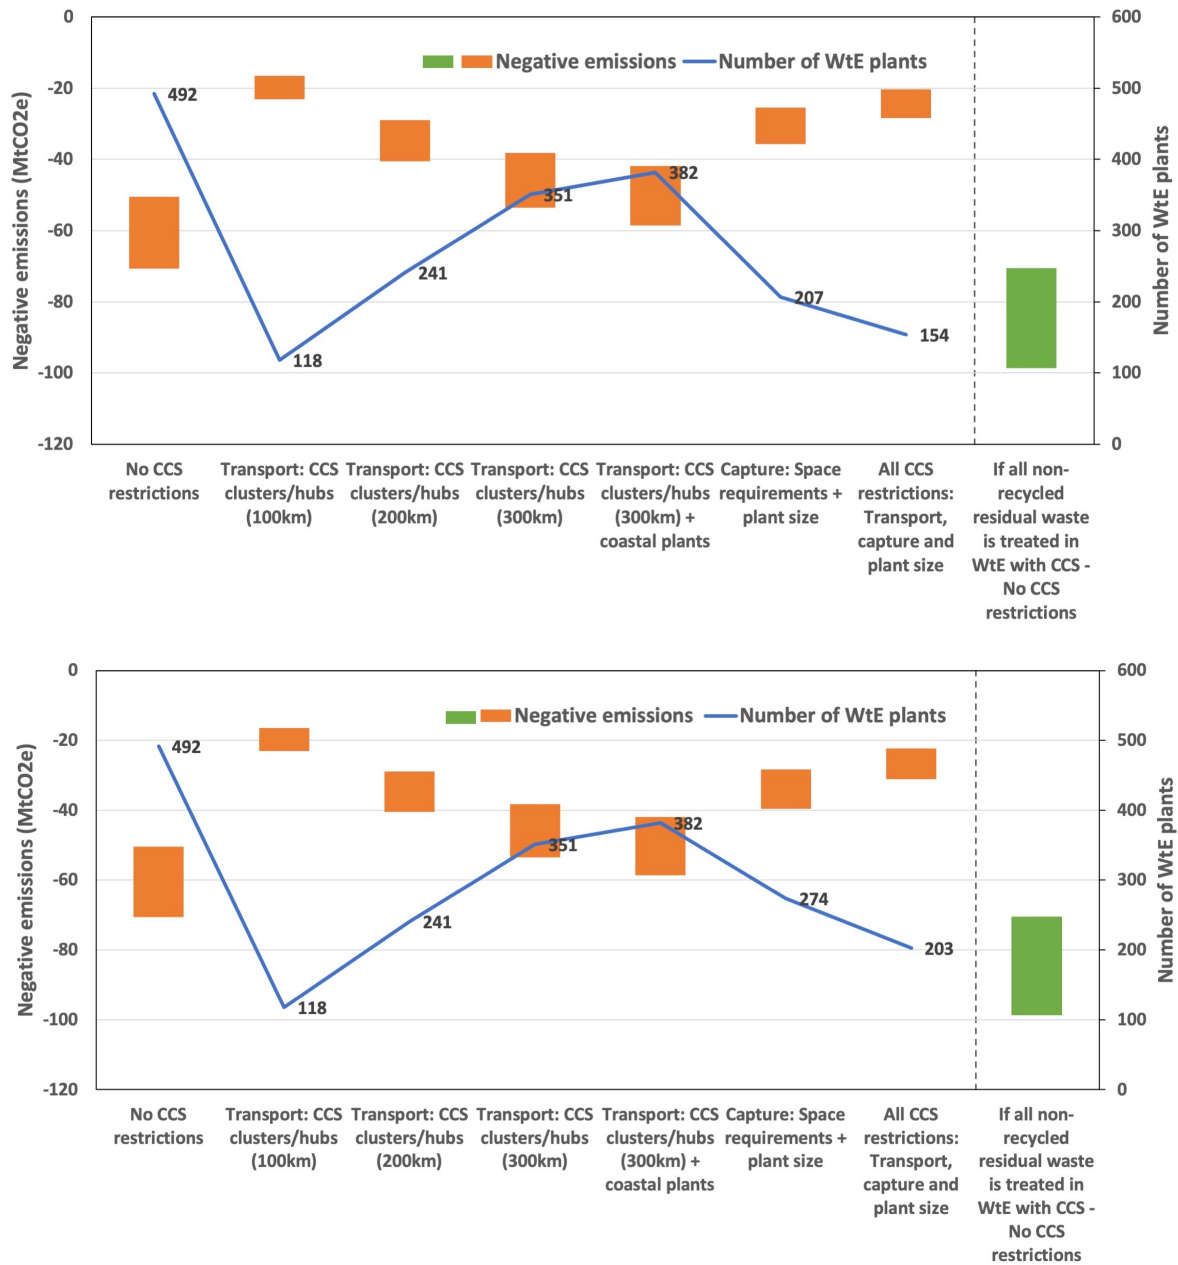 0
-20
-40
-60
-80
-100
-120
Negative emissions (MtCO2e)
Negative emissions
Number of WtE plants
600
500
400
300
200
100
0
Number of WtE plants
492
118
241
351
382
207
154
No CCS
restrictions
Transport: CCS
clusters/hubs
(100km)
Transport: CCS
clusters/hubs
(200km)
Transport: CCS
clusters/hubs
(300km)
Transport: CCS
clusters/hubs
(300km) +
coastal plants
Capture: Space
requirements +
plant size
All CCS
restrictions:
Transport,
capture and
plant size
If all non-
recycled
residual waste
is treated in
WtE with CCS -
No CCS
restrictions
0
-20
-40
-60
-80
-100
-120
Negative emissions (MtCO2e)
Negative emissions
Number of WtE plants
600
500
400
300
200
100
0
Number of WtE plants
492
118
241
351
382
274
203
No CCS
restrictions
Transport: CCS
clusters/hubs
(100km)
Transport: CCS
clusters/hubs
(200km)
Transport: CCS
clusters/hubs
(300km)
Transport: CCS
clusters/hubs
(300km) +
coastal plants
Capture: Space
requirements +
plant size
All CCS
restrictions:
Transport,
capture and
plant size
If all non-
recycled
residual waste
is treated in
WtE with CCS -
No CCS
restrictions